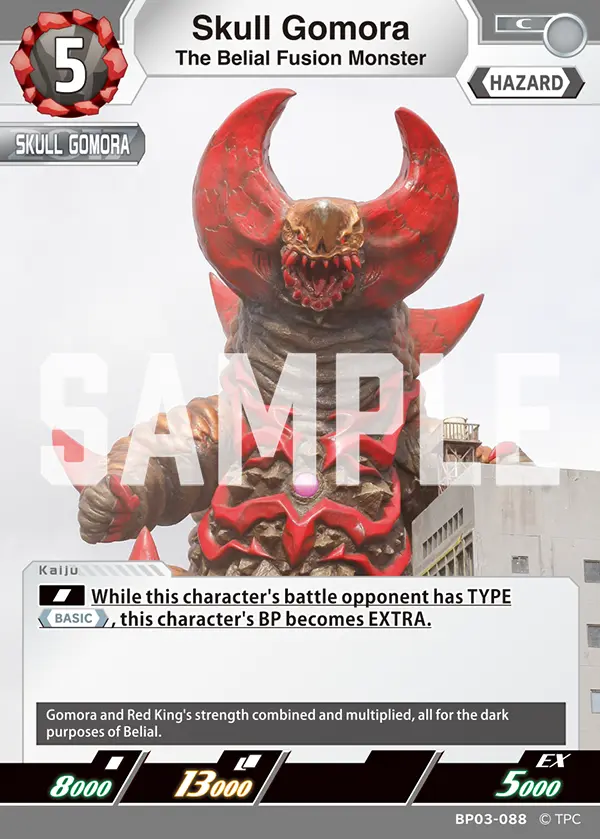 5
Skull Gomora
The Belial Fusion Monster
C
HAZARD
SKULL GOMORA
SAMPLE
Kaiju
While this character's battle opponent has TYPE
BASIC, this character's BP becomes EXTRA.
Gomora and Red King's strength combined and multiplied, all for the dark
purposes of Belial.
8000
13000
EX
5000
BP03-088 © TPC